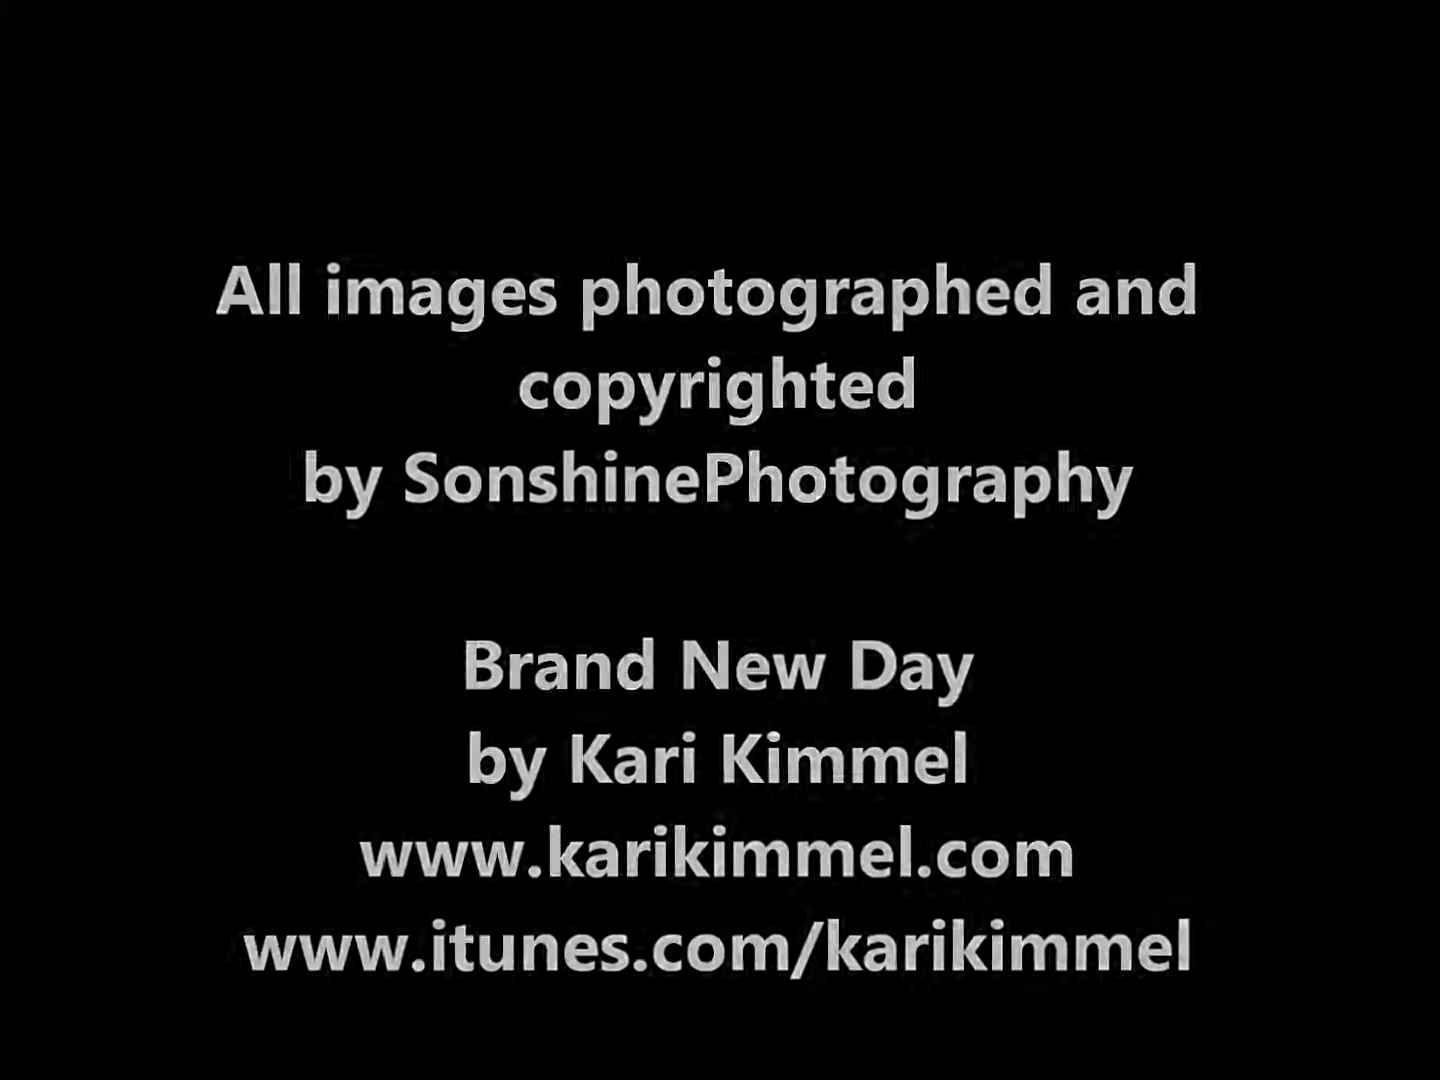 All images photographed and
copyrighted
by SonshinePhotography
Brand New Day
by Kari Kimmel
www.karikimmel.com
www.itunes.com/karikimmel